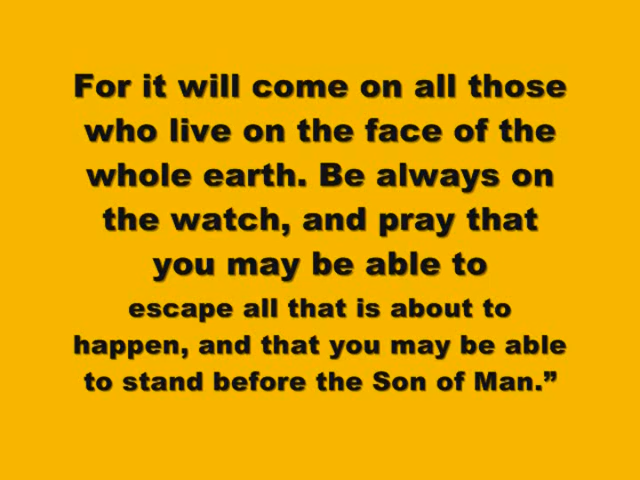 For it will come on all those
who live on the face of the
whole earth. Be always on
the watch, and pray that
you may be able to
escape all that is about to
happen, and that you may be able
to stand before the Son of Man.”